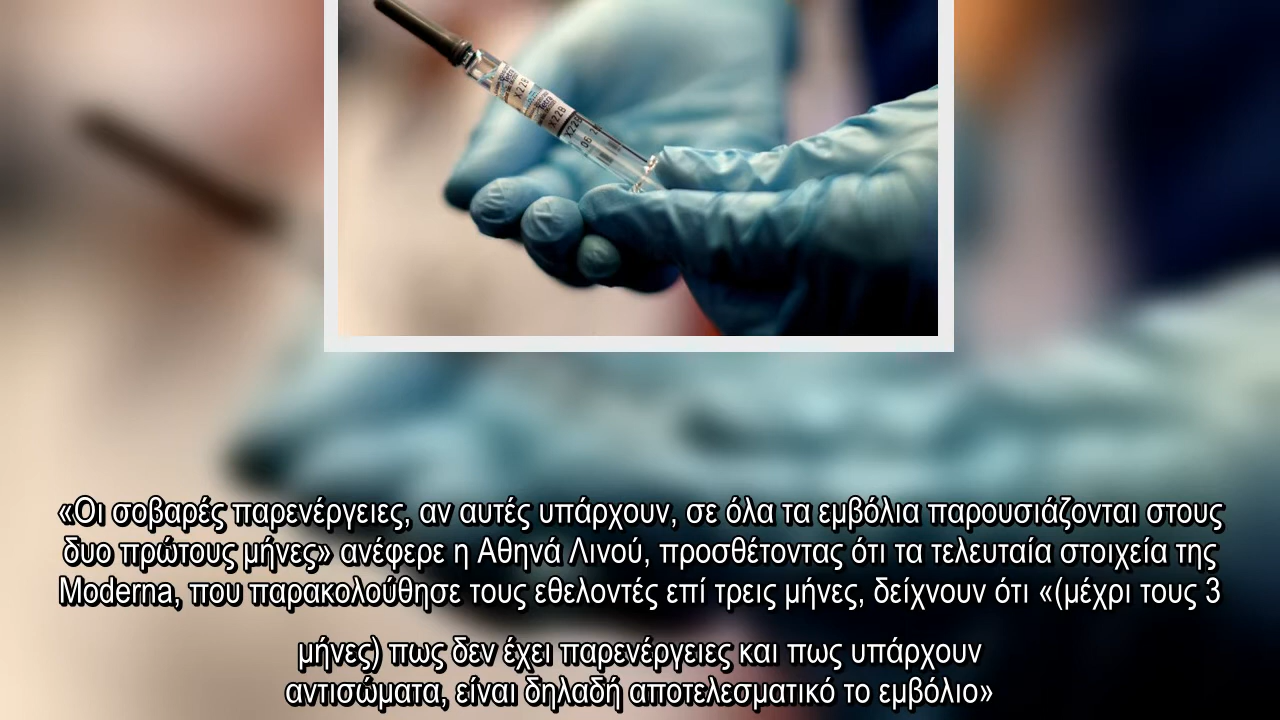 X22B
X22B
«Οι σοβαρές παρενέργειες, αν αυτές υπάρχουν, σε όλα τα εμβόλια παρουσιάζονται στους
δυο πρώτους μήνες» ανέφερε η Αθηνά Λινού, προσθέτοντας ότι τα τελευταία στοιχεία της
Moderna, που παρακολούθησε τους εθελοντές επί τρεις μήνες, δείχνουν ότι «(μέχρι τους 3
μήνες) πως δεν έχει παρενέργειες και πως υπάρχουν
αντισώματα, είναι δηλαδή αποτελεσματικό το εμβόλιο»